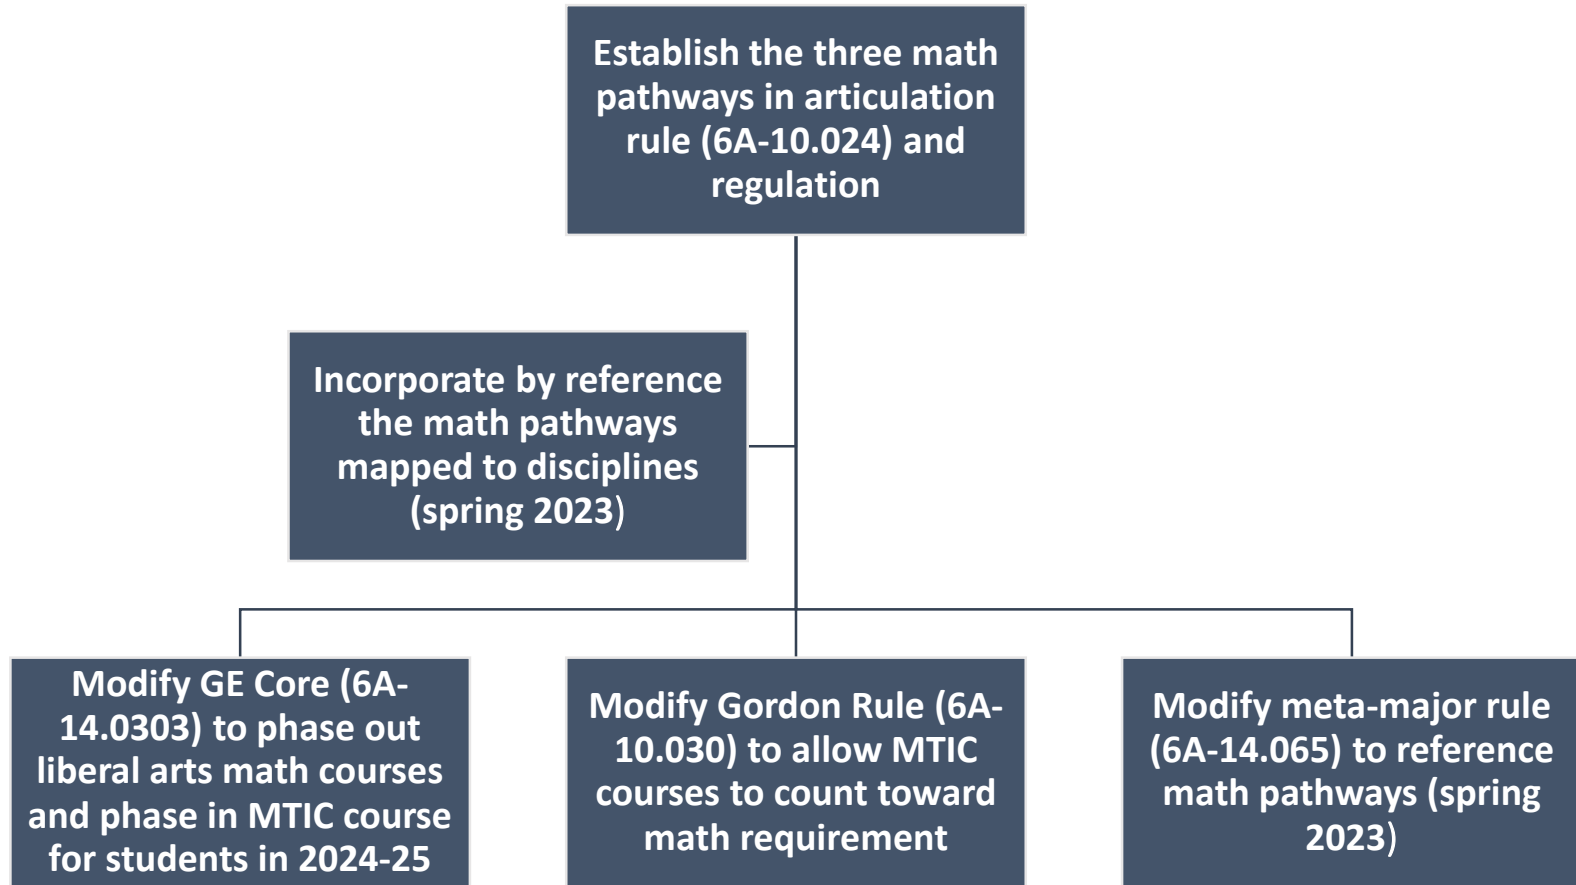 Establish the three math
pathways in articulation
rule (6A-10.024) and
regulation
Incorporate by reference
the math pathways
mapped to disciplines
(spring 2023)
Modify GE Core (6A-
14.0303) to phase out
liberal arts math courses
and phase in MTIC course
for students in 2024-25
Modify Gordon Rule (6A-
10.030) to allow MTIC
courses to count toward
math requirement
Modify meta-major rule
(6A-14.065) to reference
math pathways (spring
2023)